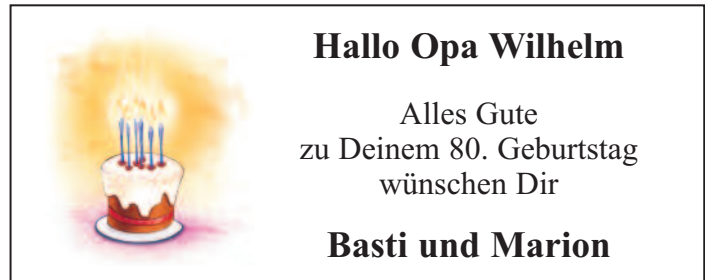 Hallo Opa Wilhelm
Alles Gute
zu Deinem 80. Geburtstag
wünschen Dir
Basti und Marion